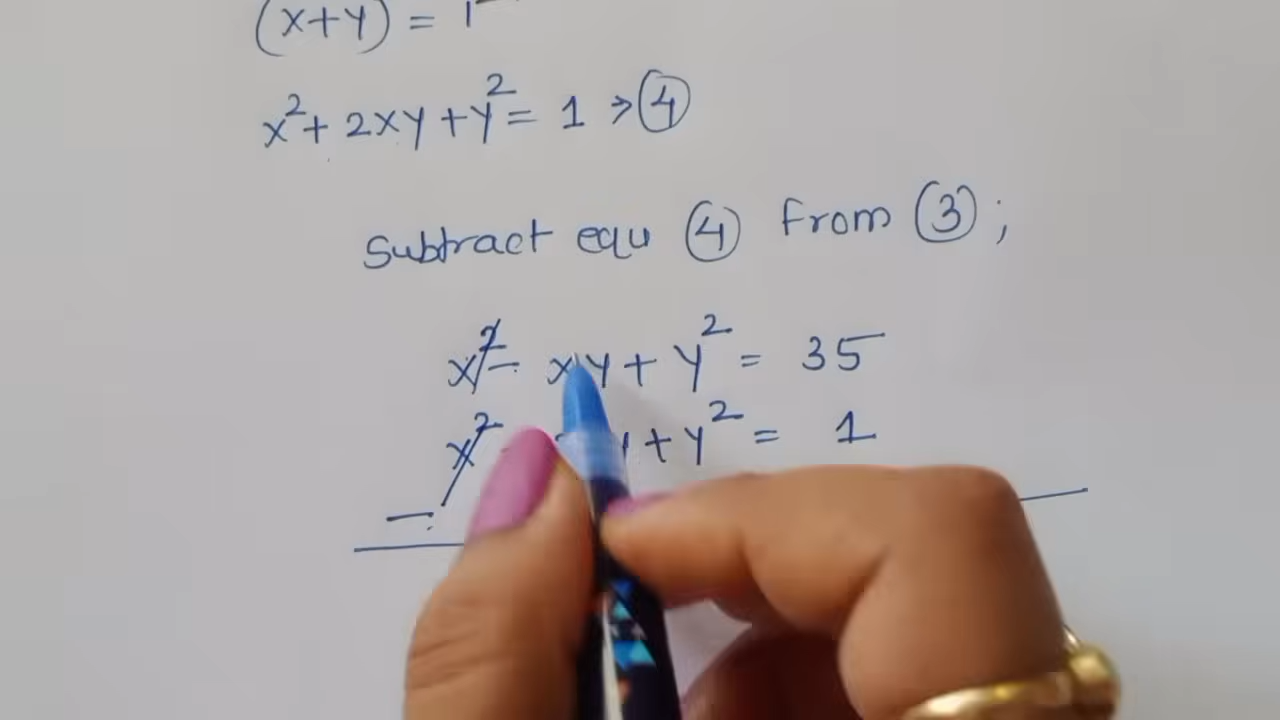 (x+y) = 1
x²+ 2xy +y² = 1 → ④
Subtract equ ④ from ③ ;
x² - xy + y² = 35
x² y + y² = 1
-